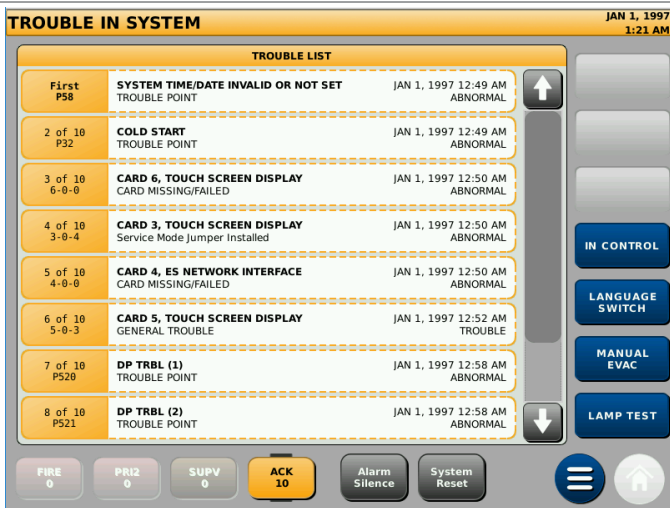 TROUBLE IN SYSTEM
JAN 1, 1997
1:21 AM
TROUBLE LIST
First
P58
SYSTEM TIME/DATE INVALID OR NOT SET
TROUBLE POINT
JAN 1, 1997 12:49 AM
ABNORMAL
2 of 10
P32
COLD START
TROUBLE POINT
JAN 1, 1997 12:49 AM
ABNORMAL
3 of 10
6-0-0
CARD 6, TOUCH SCREEN DISPLAY
CARD MISSING/FAILED
JAN 1, 1997 12:50 AM
ABNORMAL
4 of 10
3-0-4
CARD 3, TOUCH SCREEN DISPLAY
Service Mode Jumper Installed
JAN 1, 1997 12:50 AM
ABNORMAL
5 of 10
4-0-0
CARD 4, ES NETWORK INTERFACE
CARD MISSING/FAILED
JAN 1, 1997 12:50 AM
ABNORMAL
6 of 10
5-0-3
CARD 5, TOUCH SCREEN DISPLAY
GENERAL TROUBLE
JAN 1, 1997 12:52 AM
TROUBLE
7 of 10
P520
DP TRBL (1)
TROUBLE POINT
JAN 1, 1997 12:58 AM
ABNORMAL
8 of 10
P521
DP TRBL (2)
TROUBLE POINT
JAN 1, 1997 12:58 AM
ABNORMAL
IN CONTROL
LANGUAGE
SWITCH
MANUAL
EVAC
LAMP TEST
FIRE
0
PRI2
0
SUPV
0
ACK
10
Alarm
Silence
System
Reset